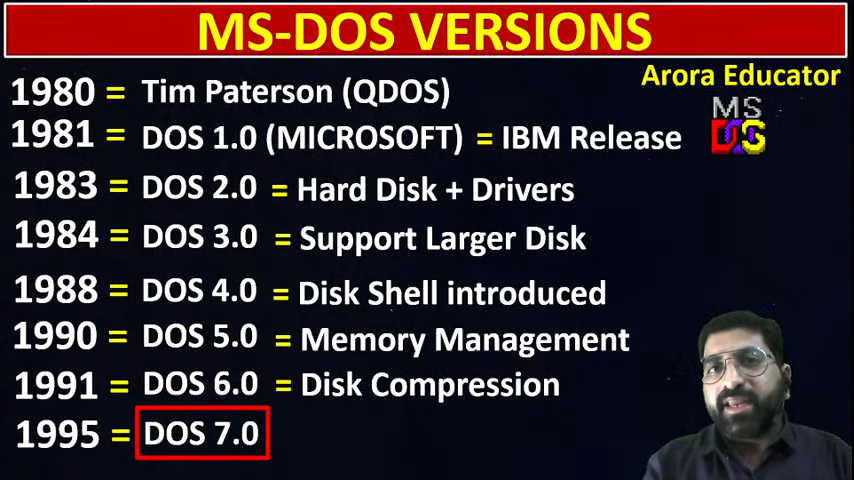 MS-DOS VERSIONS
Arora Educator
MS
DOS
1980 = Tim Paterson (QDOS)
1981 = DOS 1.0 (MICROSOFT) = IBM Release
1983 = DOS 2.0 = Hard Disk + Drivers
1984 = DOS 3.0 = Support Larger Disk
1988 = DOS 4.0 = Disk Shell introduced
1990 = DOS 5.0 = Memory Management
1991 = DOS 6.0 = Disk Compression
1995 = DOS 7.0